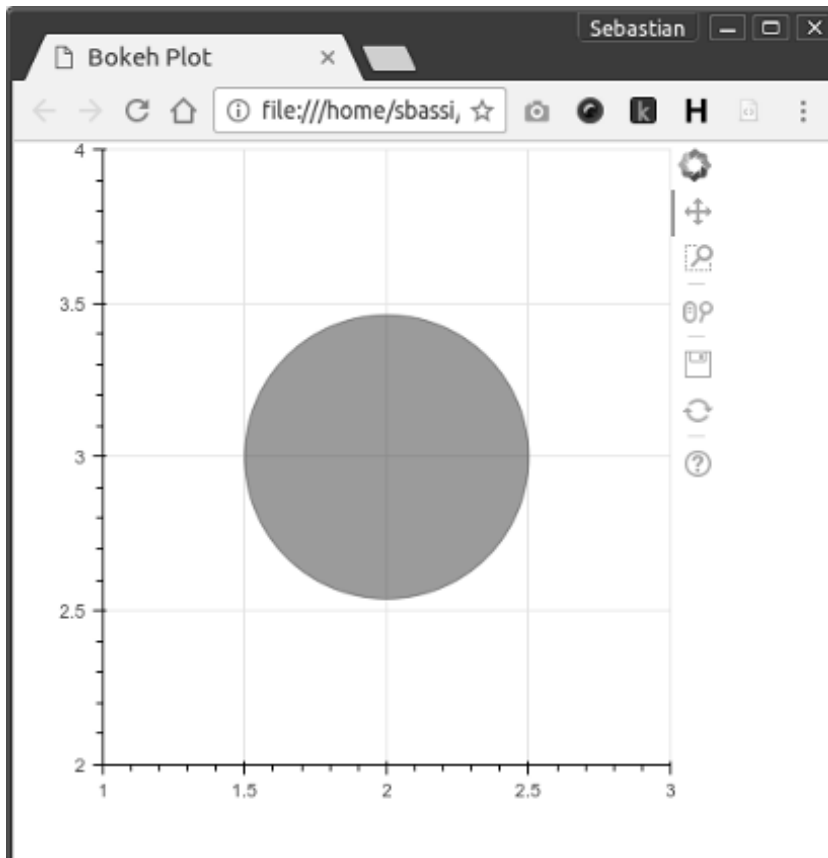 Sebastian
Bokeh Plot
file:///home/sbassi,
k
H
4
3.5
3
2.5
2
1 1.5 2 2.5 3